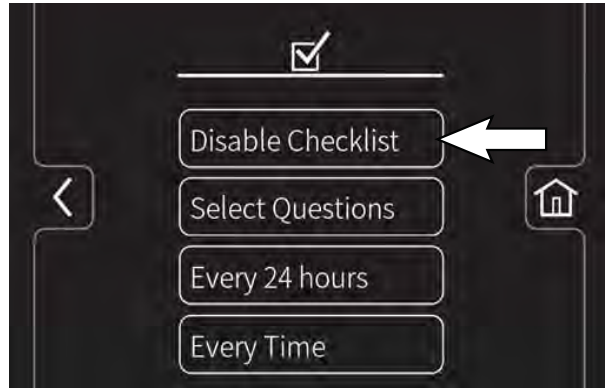 Disable Checklist
Select Questions
Every 24 hours
Every Time